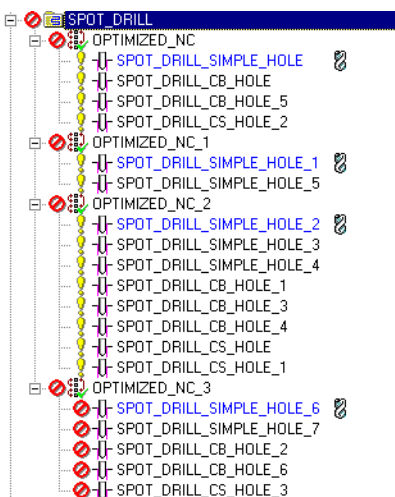 SPOT_DRILL
OPTIMIZED_NC
SPOT_DRILL_SIMPLE_HOLE
SPOT_DRILL_CB_HOLE
SPOT_DRILL_CB_HOLE_5
SPOT_DRILL_CS_HOLE_2
OPTIMIZED_NC_1
SPOT_DRILL_SIMPLE_HOLE_1
SPOT_DRILL_SIMPLE_HOLE_5
OPTIMIZED_NC_2
SPOT_DRILL_SIMPLE_HOLE_2
SPOT_DRILL_SIMPLE_HOLE_3
SPOT_DRILL_SIMPLE_HOLE_4
SPOT_DRILL_CB_HOLE_1
SPOT_DRILL_CB_HOLE_3
SPOT_DRILL_CB_HOLE_4
SPOT_DRILL_CS_HOLE
SPOT_DRILL_CS_HOLE_1
OPTIMIZED_NC_3
SPOT_DRILL_SIMPLE_HOLE_6
SPOT_DRILL_SIMPLE_HOLE_7
SPOT_DRILL_CB_HOLE_2
SPOT_DRILL_CB_HOLE_6
SPOT_DRILL_CS_HOLE_3